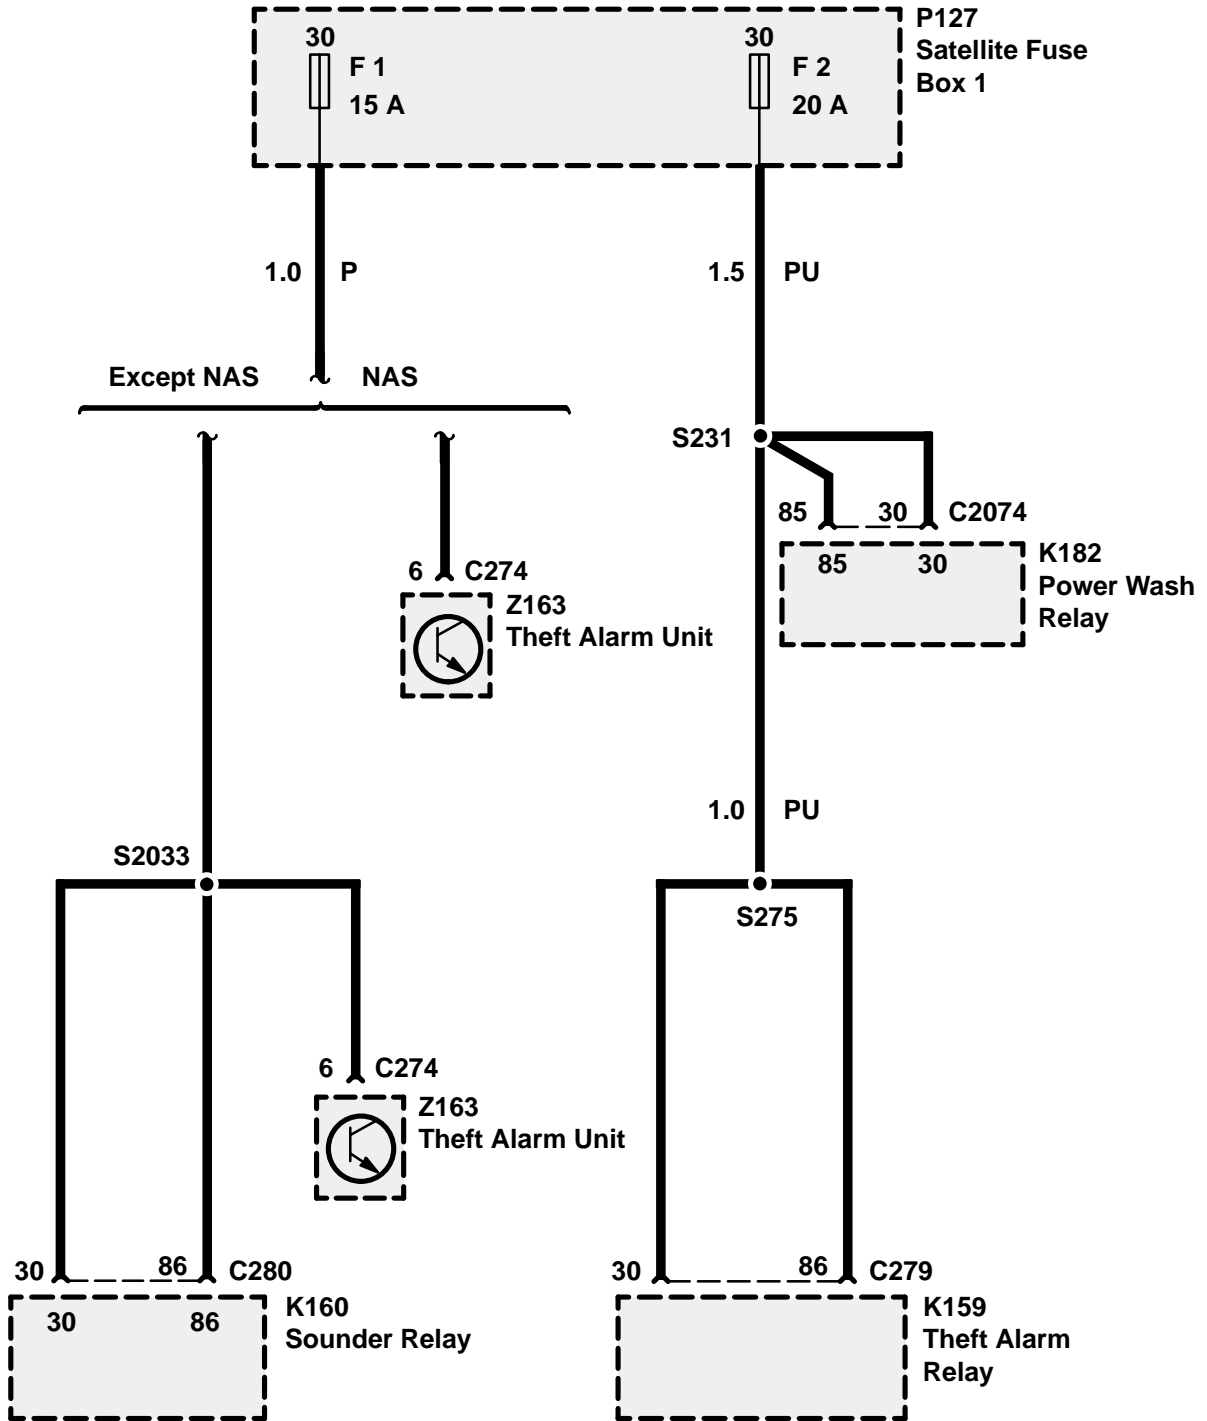 P127
Satellite Fuse
Box 1
30
F 1
15 A
30
F 2
20 A
1.0 P
1.5 PU
Except NAS
NAS
S231
85 30 C2074
85 30
K182
Power Wash
Relay
6 C274
Z163
Theft Alarm Unit
1.0 PU
S2033
S275
6 C274
Z163
Theft Alarm Unit
30 86 C280
30 86
K160
Sounder Relay
30 86 C279
K159
Theft Alarm
Relay